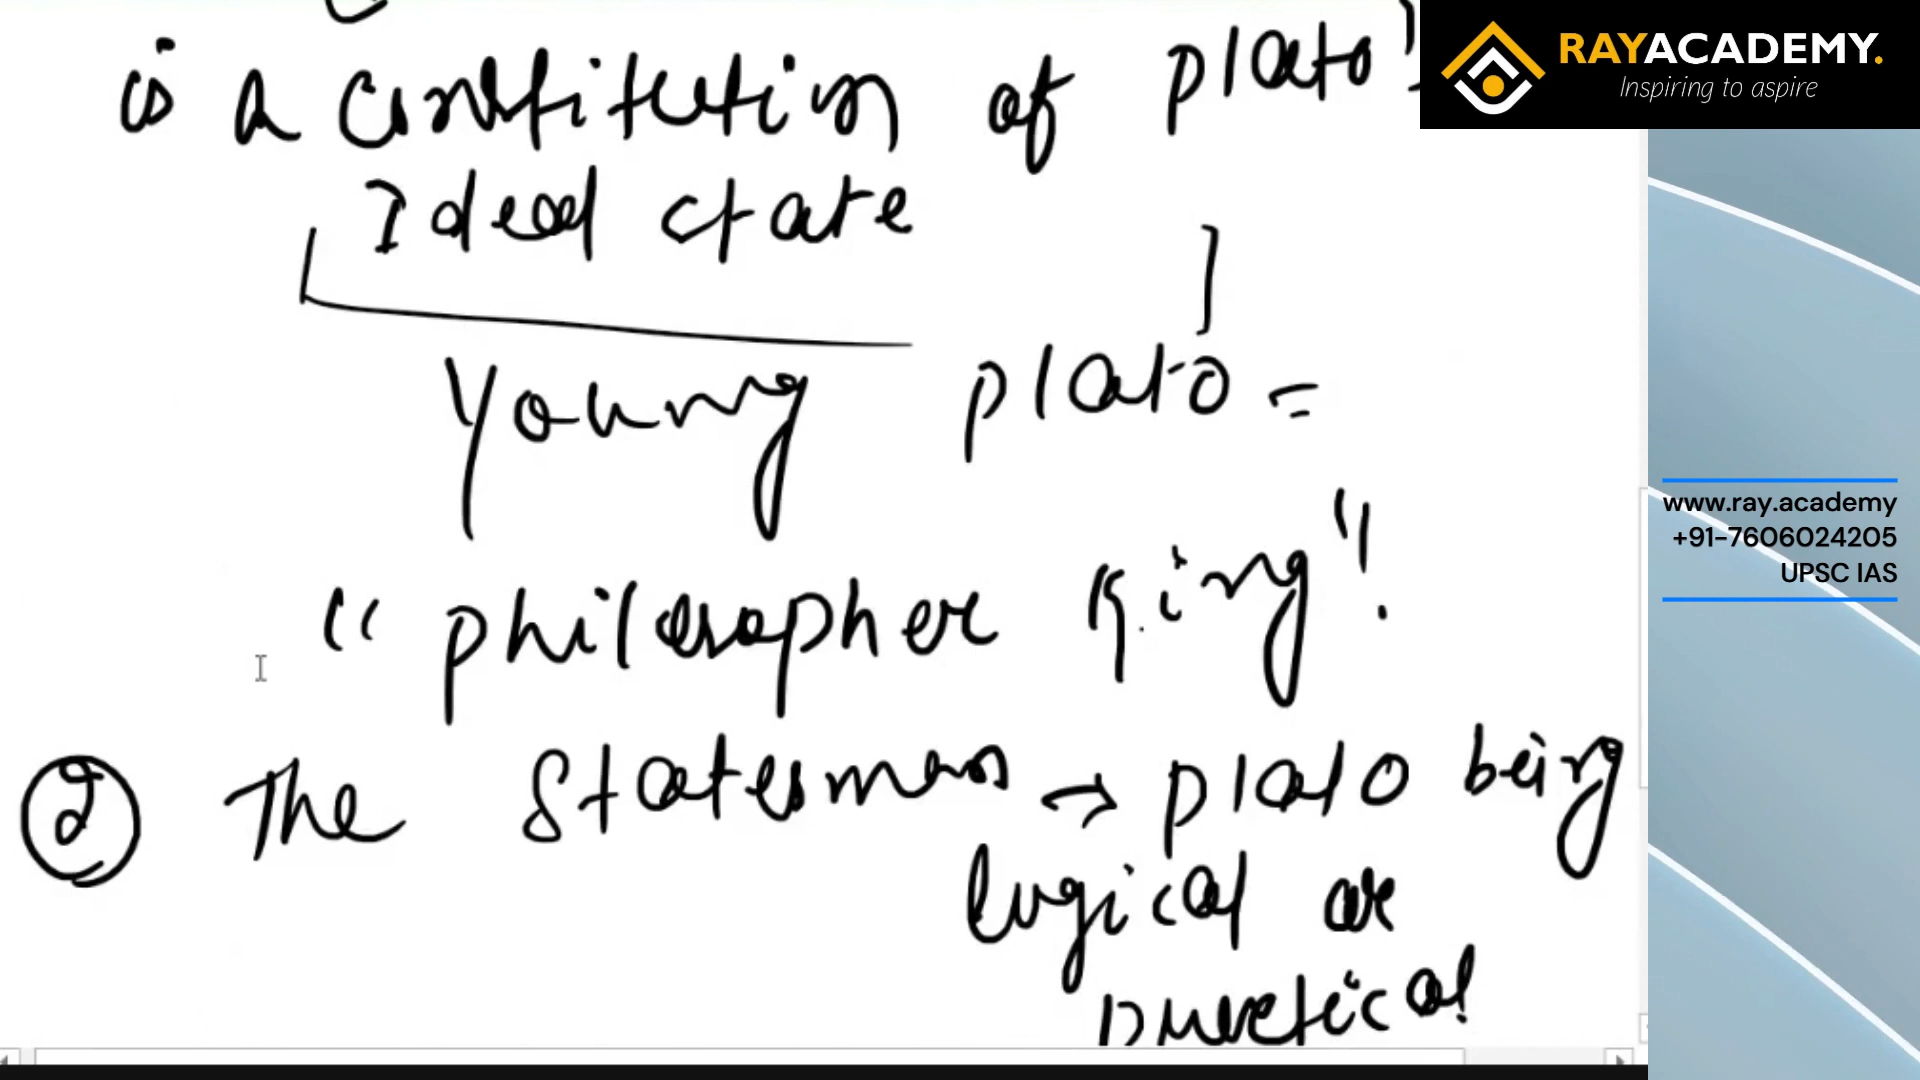 is a constitution of plato's
Ideal state
Young plato =
"philosopher King".
② The Statesman → plato being
logical or
practical
RAYACADEMY.
Inspiring to aspire
www.ray.academy
+91-7606024205
UPSC IAS